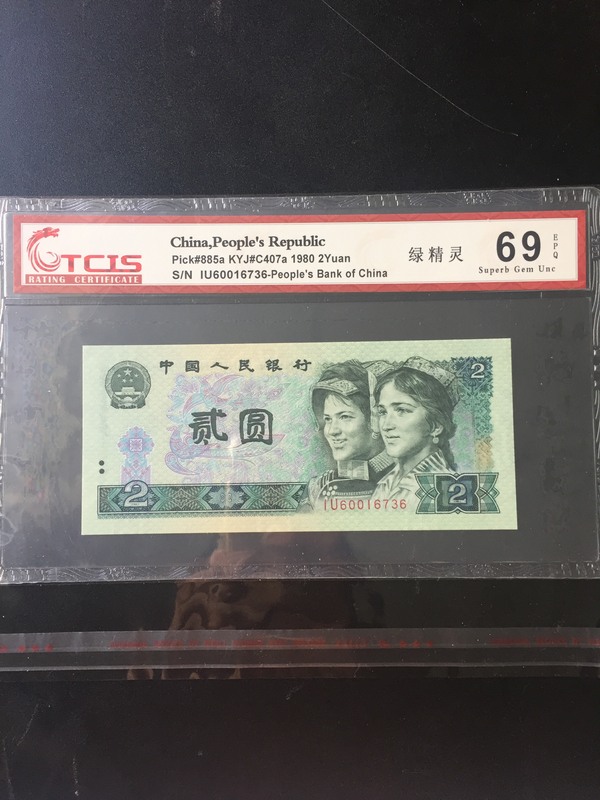 TCIS
RATING CERTIFICATE
China,People's Republic
Pick#885a KYJ#C407a 1980 2Yuan
S/N IU60016736-People's Bank of China
绿精灵
69
EPQ
Superb Gem Unc
中国人民银行
2
贰圆
2
2
IU60016736